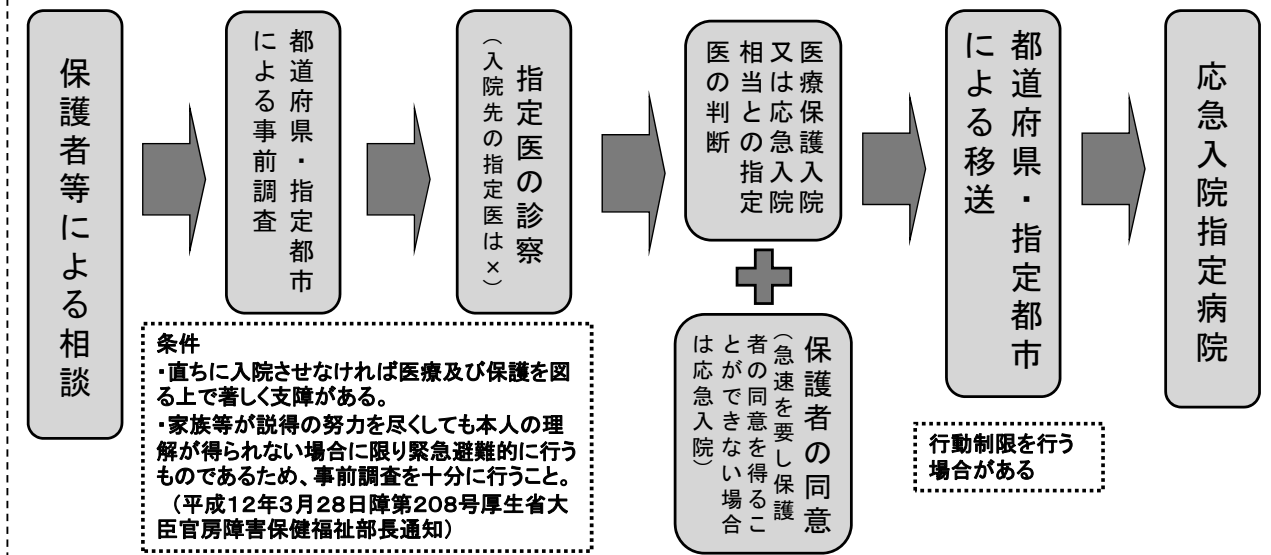 保護者等による相談
都道府県・指定都市
による事前調査
指定医の診察
（入院先の指定医は×）
医療保護入院
又は応急入院
相当との指定
医の判断
保護者の同意
（急速を要し保護
者の同意を得るこ
とができない場合
は応急入院）
都道府県・指定都市
による移送
応急入院指定病院
条件
・直ちに入院させなければ医療及び保護を図
る上で著しく支障がある。
・家族等が説得の努力を尽くしても本人の理
解が得られない場合に限り緊急避難的に行う
ものであるため、事前調査を十分に行うこと。
（平成12年3月28日障第208号厚生省大
臣官房障害保健福祉部長通知）
行動制限を行う
場合がある